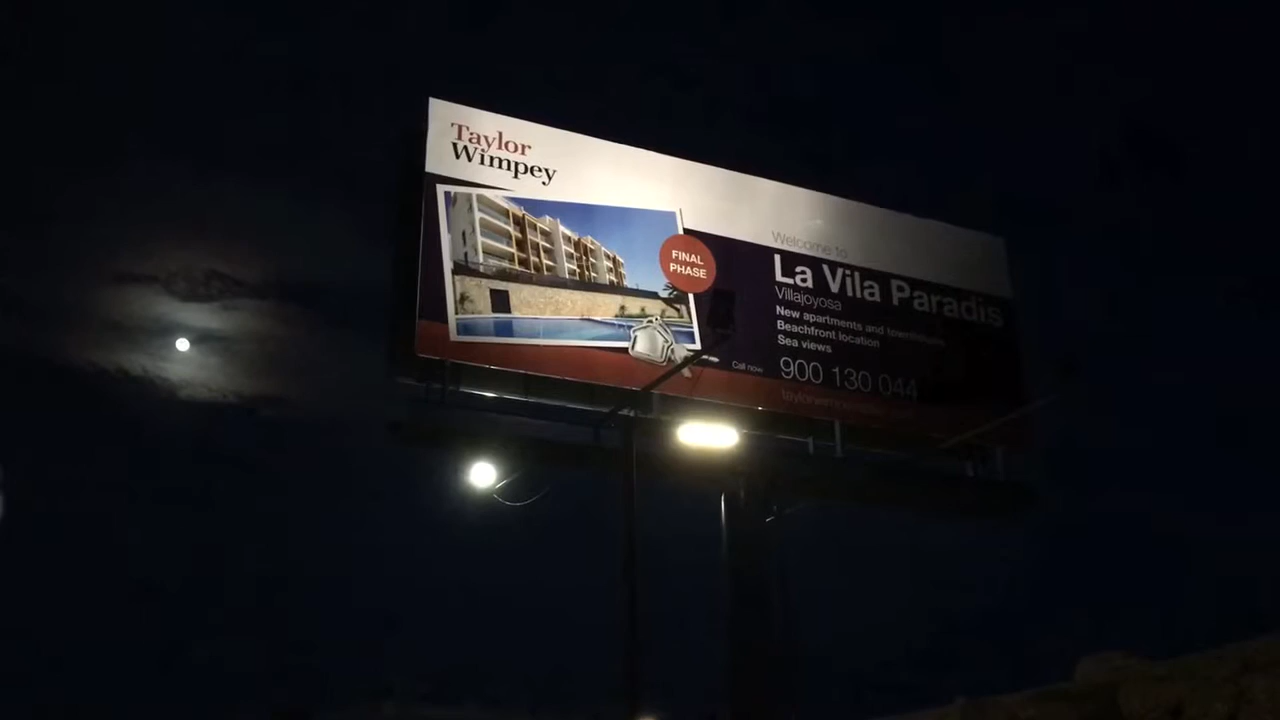 Taylor
Wimpey
FINAL
PHASE
Welcome to
La Vila Paradis
Villajoyosa
New apartments and townhouses
Beachfront location
Sea views
Call now
900 130 044